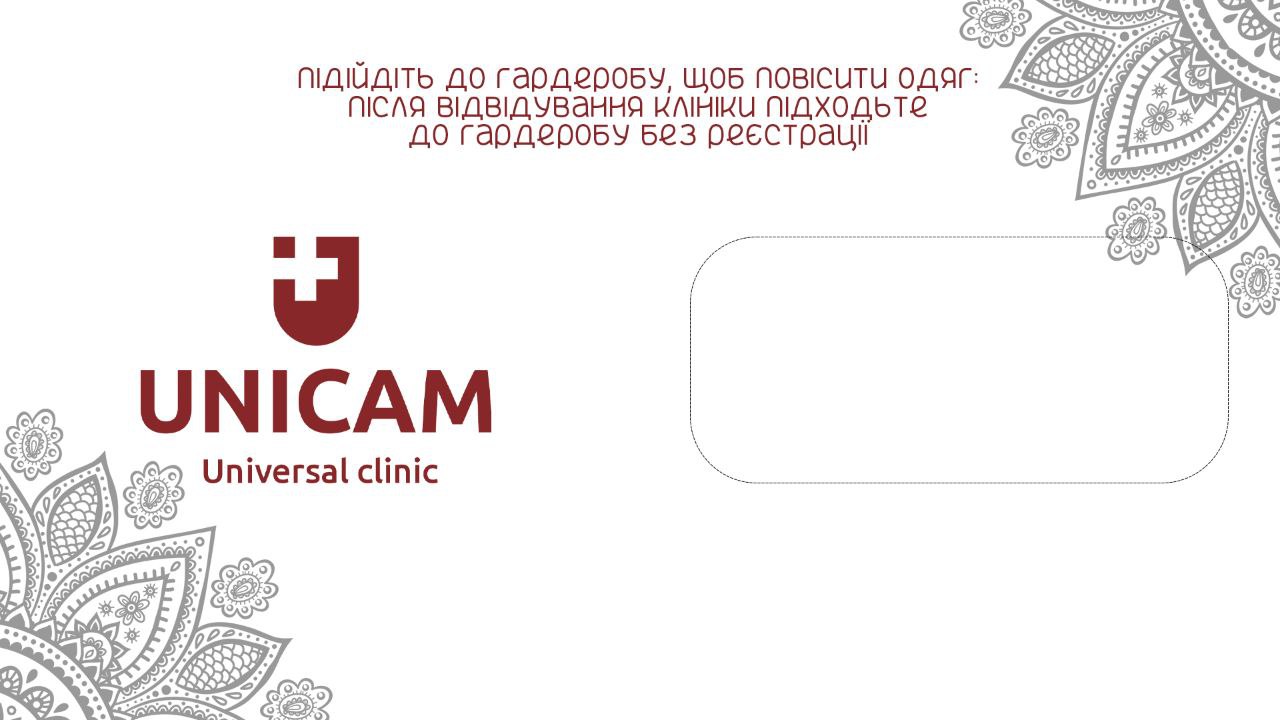 підійдіть до гардеробу, щоб повісити одяг:
після відвідування клініки підходьте
до гардеробу без реєстрації
UNICAM
Universal clinic